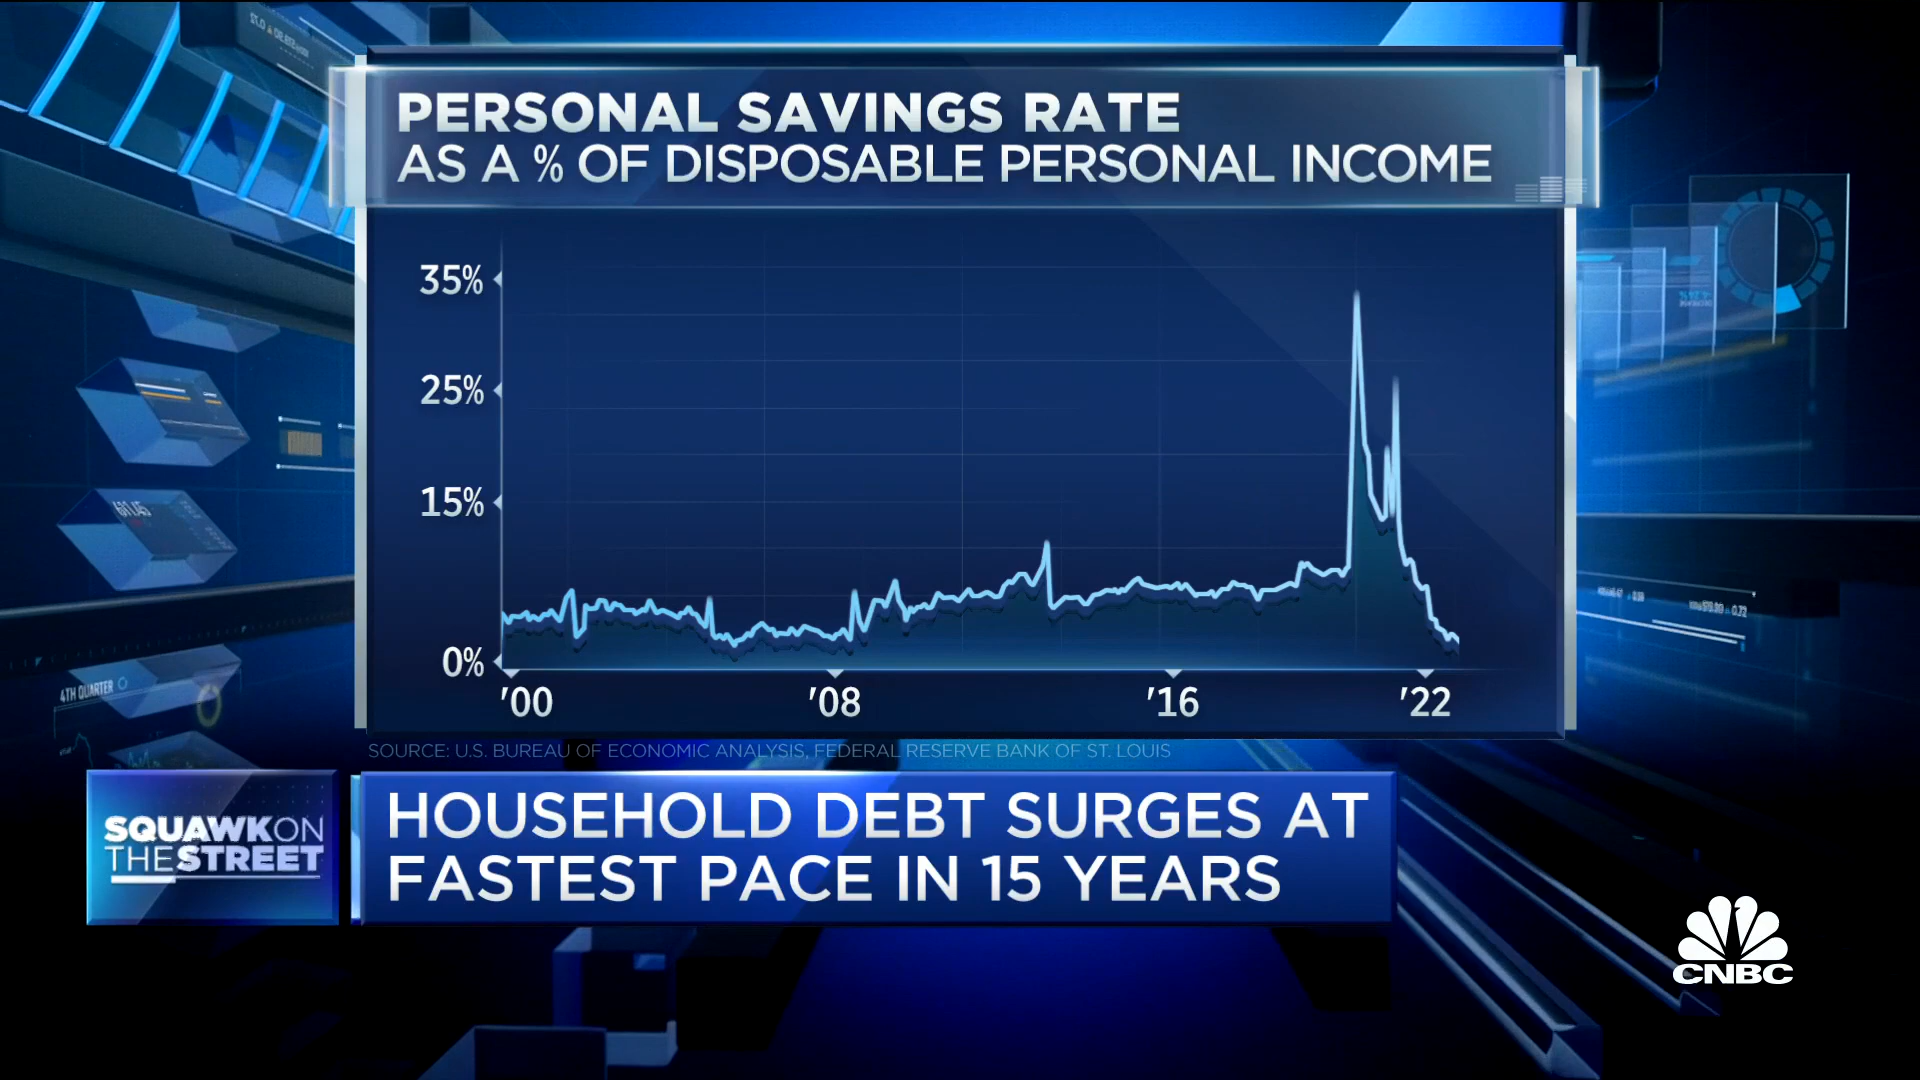 PERSONAL SAVINGS RATE
AS A % OF DISPOSABLE PERSONAL INCOME
35%
25%
15%
0%
'00
'08
'16
'22
4TH QUARTER
SOURCE: U.S. BUREAU OF ECONOMIC ANALYSIS, FEDERAL RESERVE BANK OF ST. LOUIS
SQUAWK ON
THE STREET
HOUSEHOLD DEBT SURGES AT
FASTEST PACE IN 15 YEARS
CNBC